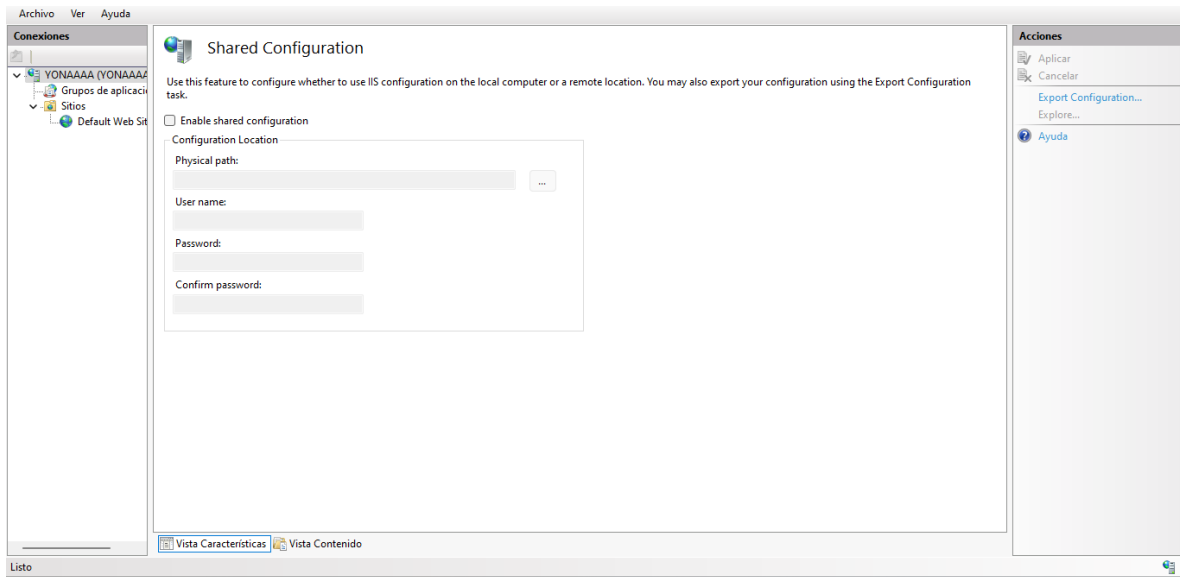 Archivo Ver Ayuda
Conexiones
YONAAAA (YONAAAA
Grupos de aplicaci
Sitios
Default Web Sit
Shared Configuration
Use this feature to configure whether to use IIS configuration on the local computer or a remote location. You may also export your configuration using the Export Configuration
task.
Enable shared configuration
Configuration Location
Physical path:
...
User name:
Password:
Confirm password:
Vista Características Vista Contenido
Acciones
Aplicar
Cancelar
Export Configuration...
Explore...
Ayuda
Listo